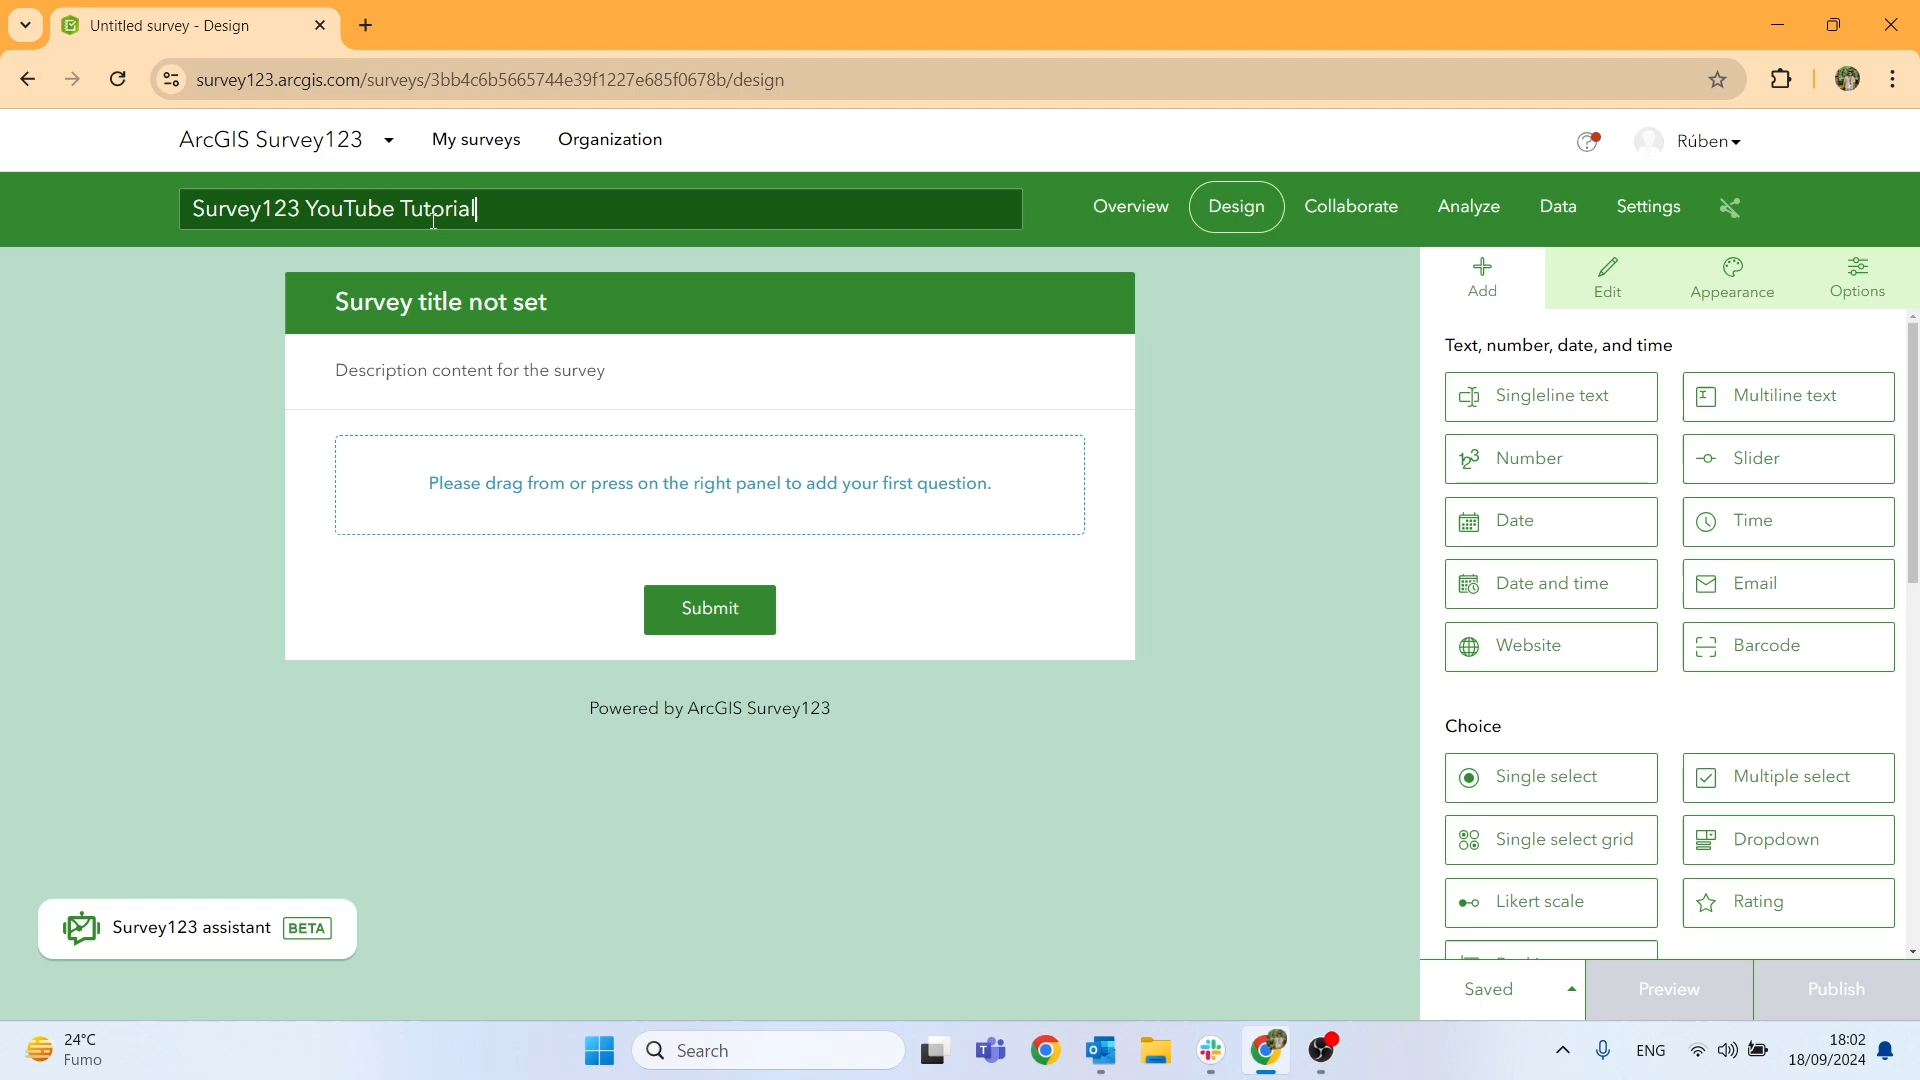 Untitled survey - Design
survey123.arcgis.com/surveys/3bb4c6b5665744e39f1227e685f0678b/design
ArcGIS Survey123
My surveys
Organization
Rúben
Survey123 YouTube Tutorial
Overview
Design
Collaborate
Analyze
Data
Settings
Add
Edit
Appearance
Options
Survey title not set
Description content for the survey
Please drag from or press on the right panel to add your first question.
Submit
Powered by ArcGIS Survey123
Text, number, date, and time
Singleline text
Multiline text
Number
Slider
Date
Time
Date and time
Email
Website
Barcode
Choice
Single select
Multiple select
Single select grid
Dropdown
Likert scale
Rating
Survey123 assistant BETA
Saved
Preview
Publish
24°C
Fumo
Search
ENG
18:02
18/09/2024